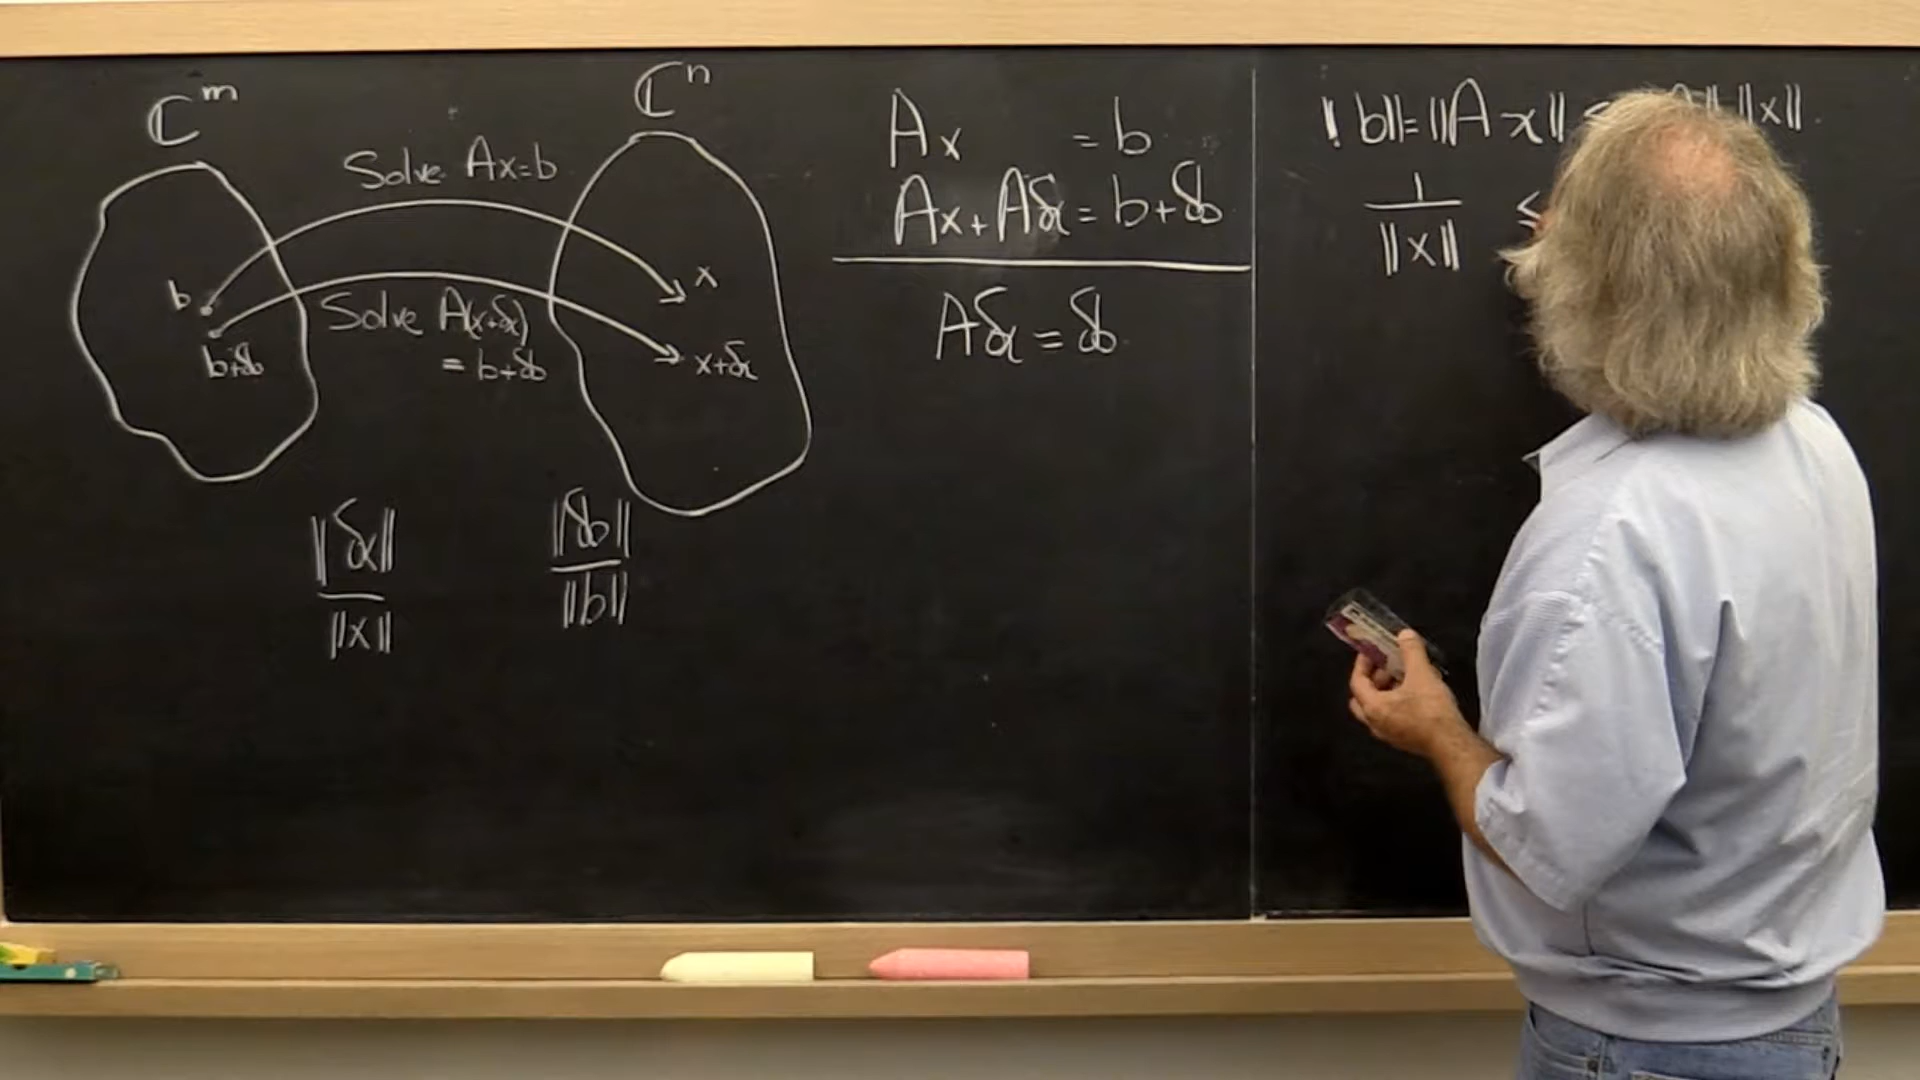 ℂᵐ
ℂⁿ
Solve Ax=b
b
x
Solve A(x+δx)
= b+δb
b+δb
x+δx
‖δx‖
‖x‖
‖δb‖
‖b‖
Ax = b
Ax+Aδx = b+δb
Aδx = δb
‖b‖=‖Ax‖ ≤ ‖x‖
1
‖x‖
≤